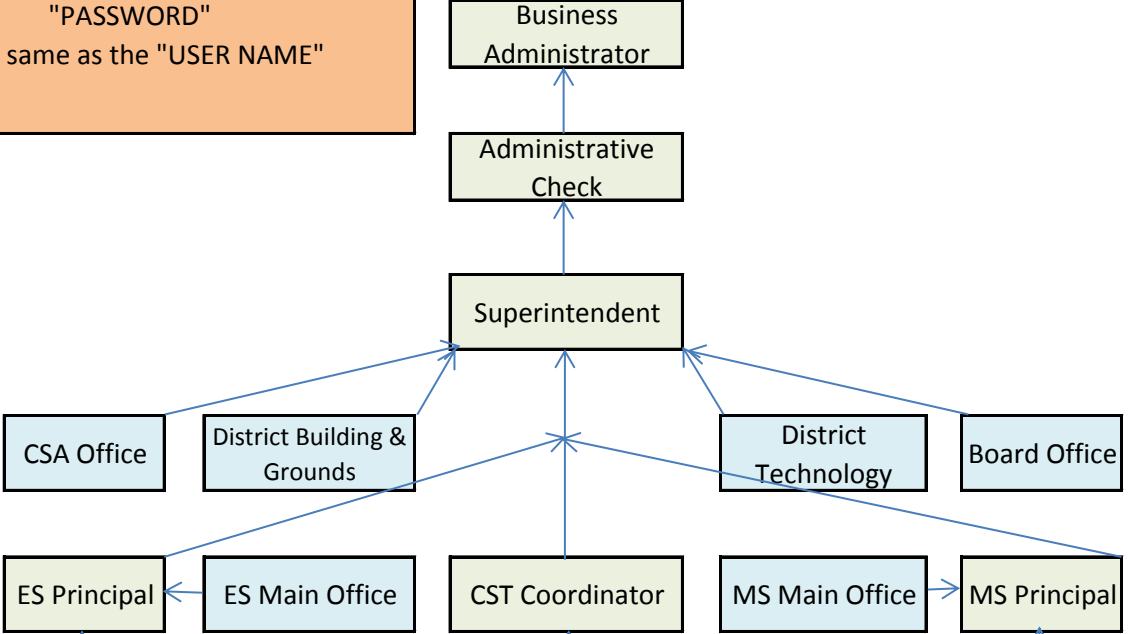 "PASSWORD"
same as the "USER NAME"
Business
Administrator
Administrative
Check
Superintendent
CSA Office
District Building &
Grounds
District
Technology
Board Office
ES Principal
ES Main Office
CST Coordinator
MS Main Office
MS Principal